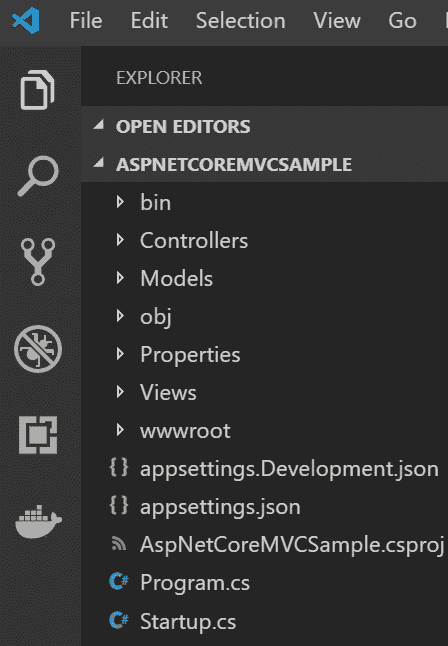 File Edit Selection View Go
EXPLORER
OPEN EDITORS
ASPNETCOREMVCSAMPLE
bin
Controllers
Models
obj
Properties
Views
wwwroot
{} appsettings.Development.json
{} appsettings.json
AspNetCoreMVCSample.csproj
C# Program.cs
C# Startup.cs